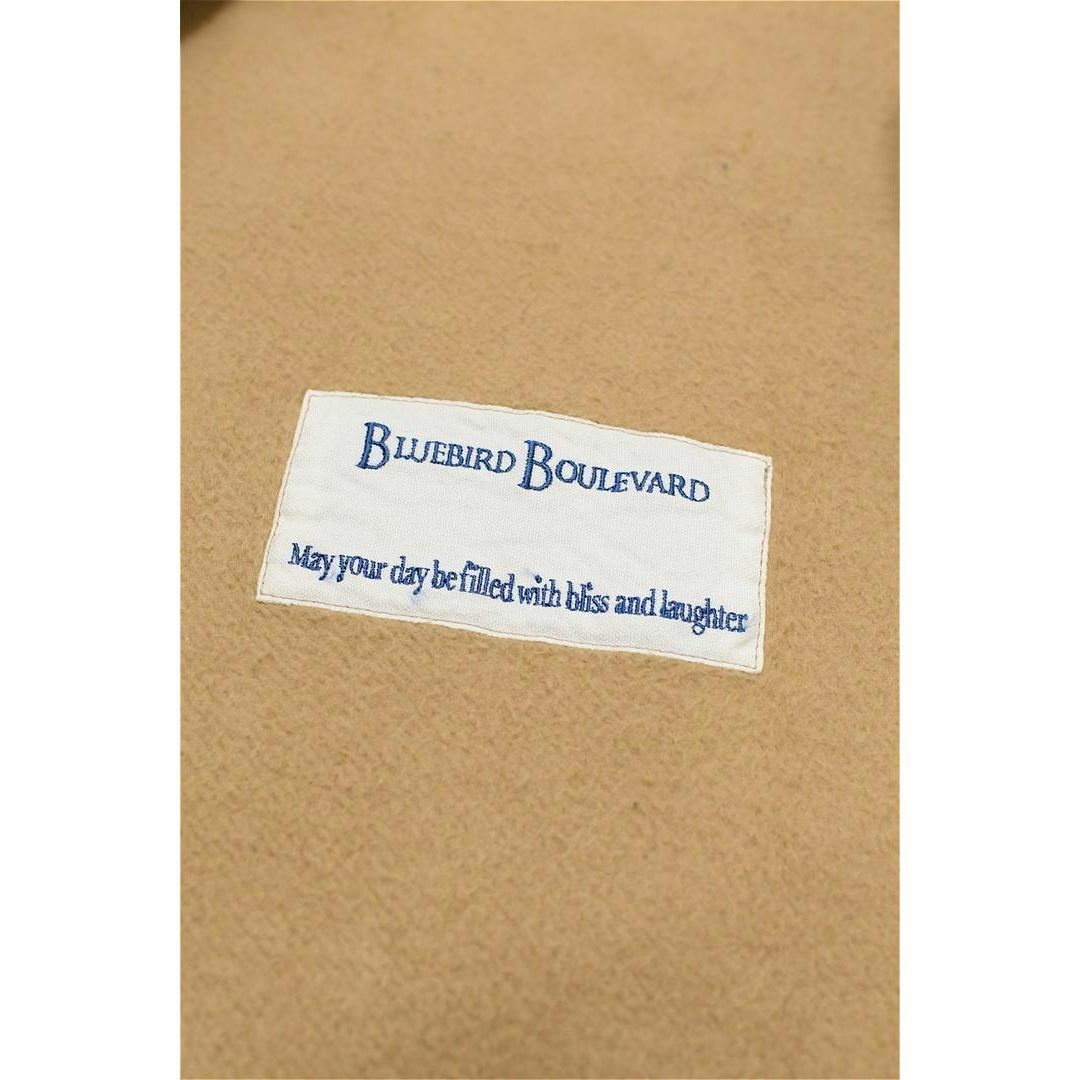 BLUEBIRD BOULEVARD
May your day be filled with bliss and laughter